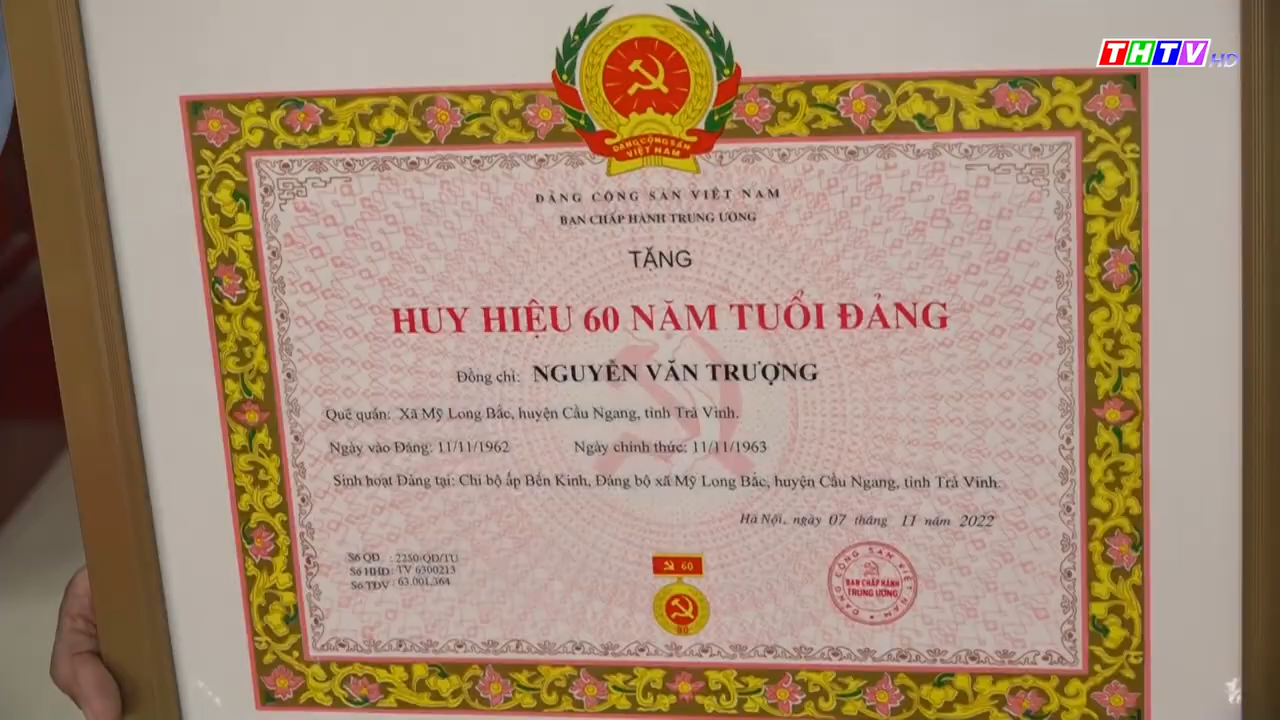 THTV HD
ĐẢNG CỘNG SẢN
VIỆT NAM
ĐẢNG CỘNG SẢN VIỆT NAM
BAN CHẤP HÀNH TRUNG ƯƠNG
TẶNG
HUY HIỆU 60 NĂM TUỔI ĐẢNG
Đồng chí: NGUYỄN VĂN TRƯỢNG
Quê quán: Xã Mỹ Long Bắc, huyện Cầu Ngang, tỉnh Trà Vinh.
Ngày vào Đảng: 11/11/1962 Ngày chính thức: 11/11/1963
Sinh hoạt Đảng tại: Chi bộ ấp Bến Kinh, Đảng bộ xã Mỹ Long Bắc, huyện Cầu Ngang, tỉnh Trà Vinh.
Hà Nội, ngày 07 tháng 11 năm 2022
Số QĐ : 2250-QĐ/TU
Số HHĐ: TV 6300213
Số TĐV : 63.001.364
60
ĐẢNG CỘNG SẢN VIỆT NAM
BAN CHẤP HÀNH
TRUNG ƯƠNG